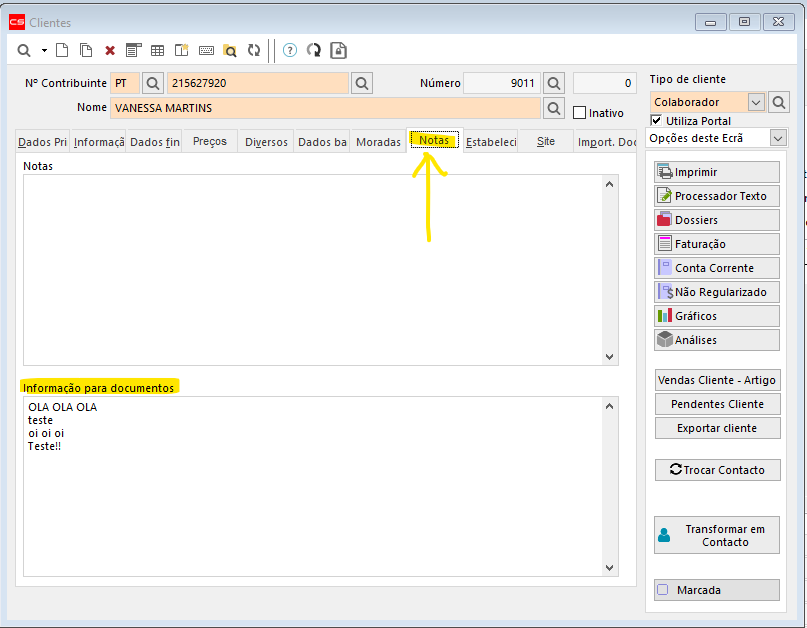 CS Clientes
Nº Contribuinte PT 215627920 Número 9011 0
Nome VANESSA MARTINS Inativo
Tipo de cliente
Colaborador
Utiliza Portal
Opções deste Ecrã
Dados Pri Informaçã Dados fin Preços Diversos Dados ba Moradas Notas Estabeleci Site Import. Doc
Notas
Informação para documentos
OLA OLA OLA
teste
oi oi oi
Teste!!
Imprimir
Processador Texto
Dossiers
Faturação
Conta Corrente
Não Regularizado
Gráficos
Análises
Vendas Cliente - Artigo
Pendentes Cliente
Exportar cliente
Trocar Contacto
Transformar em
Contacto
Marcada